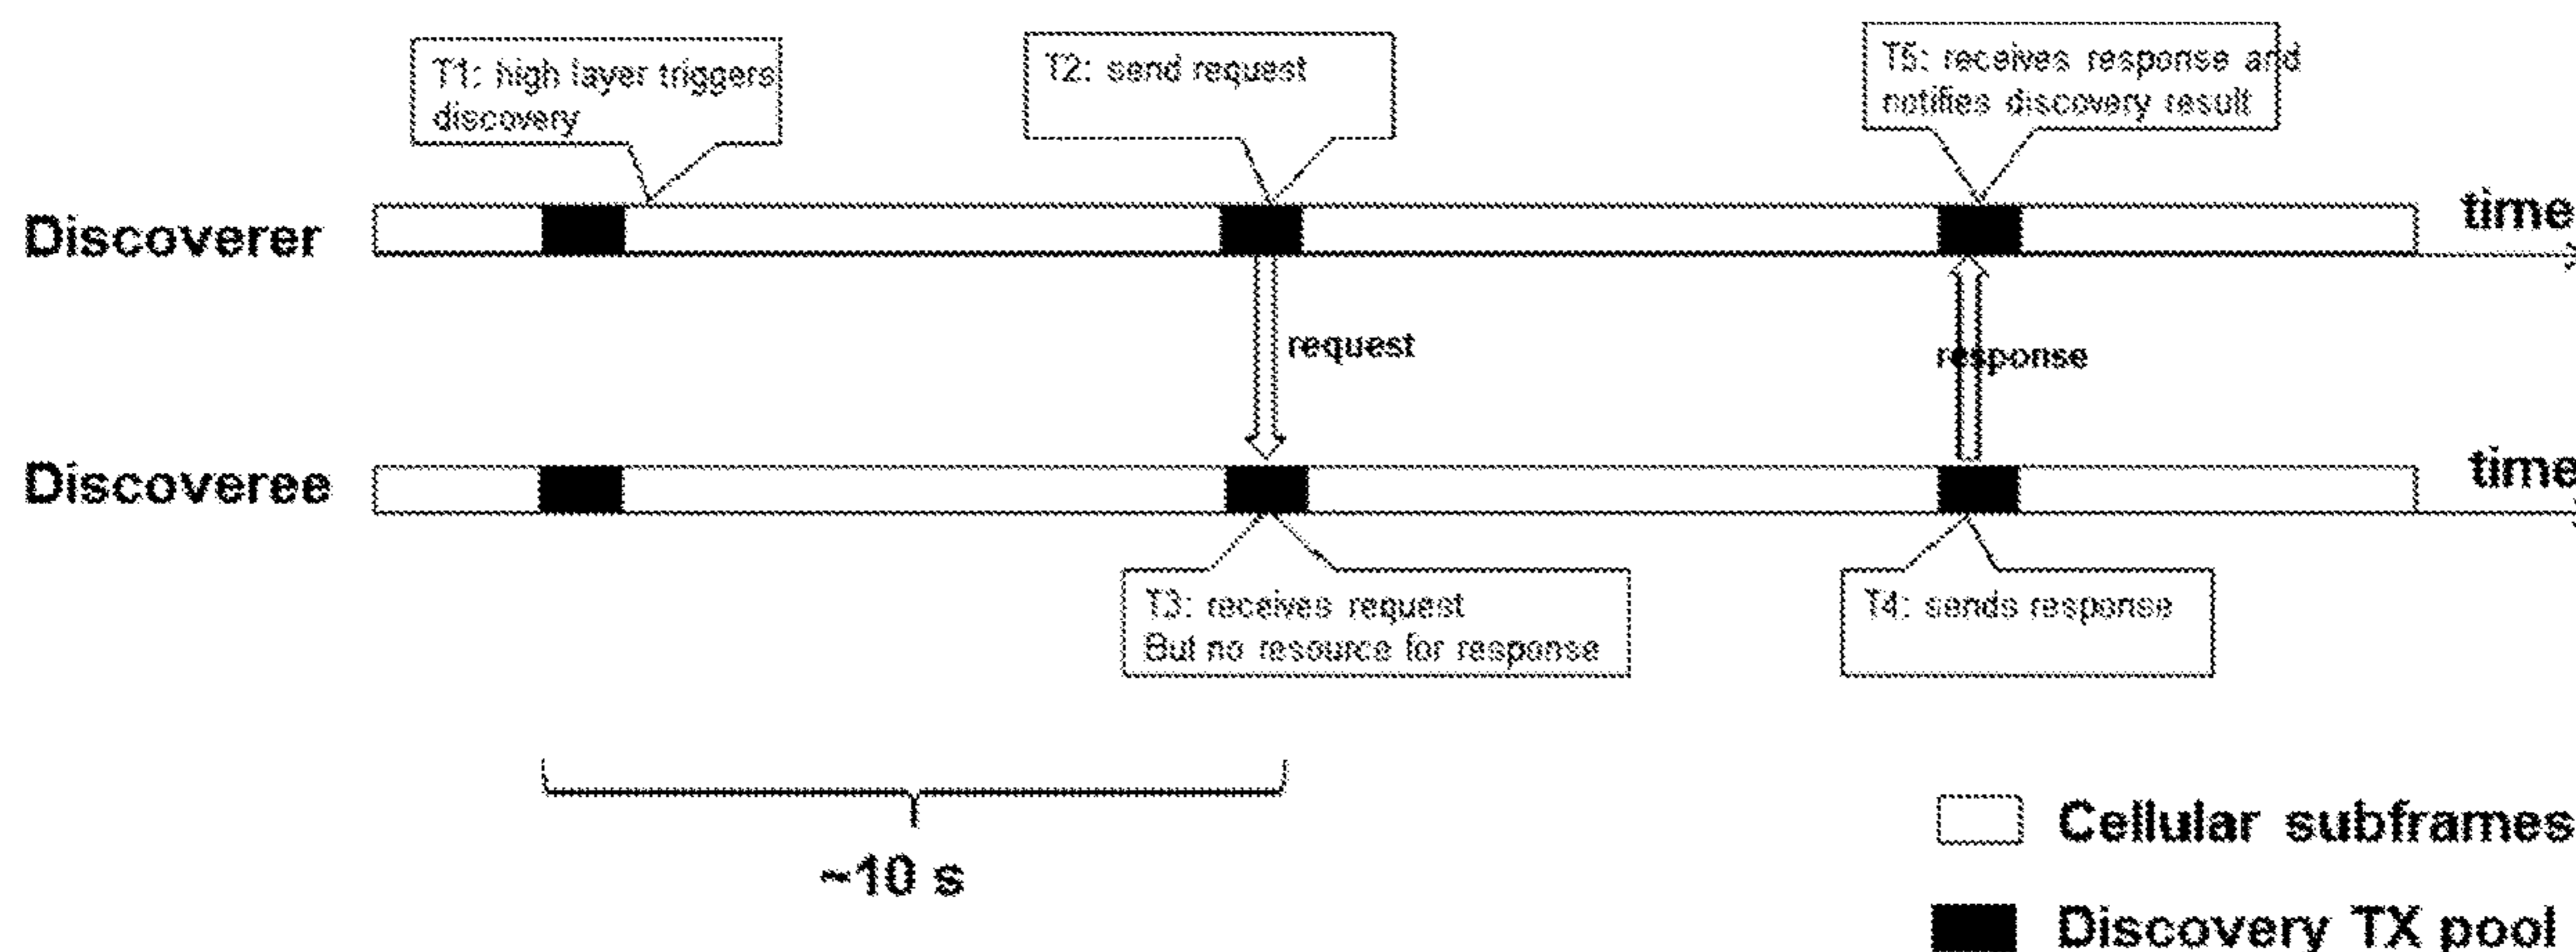 T1: high layer triggers
discovery
T2: send request
T5: receives response and
notifies discovery result
Discoverer
time
request
response
Discoveree
time
T3: receives request
But no resource for response
T4: sends response
~10 s
Cellular subframes
Discovery TX pool